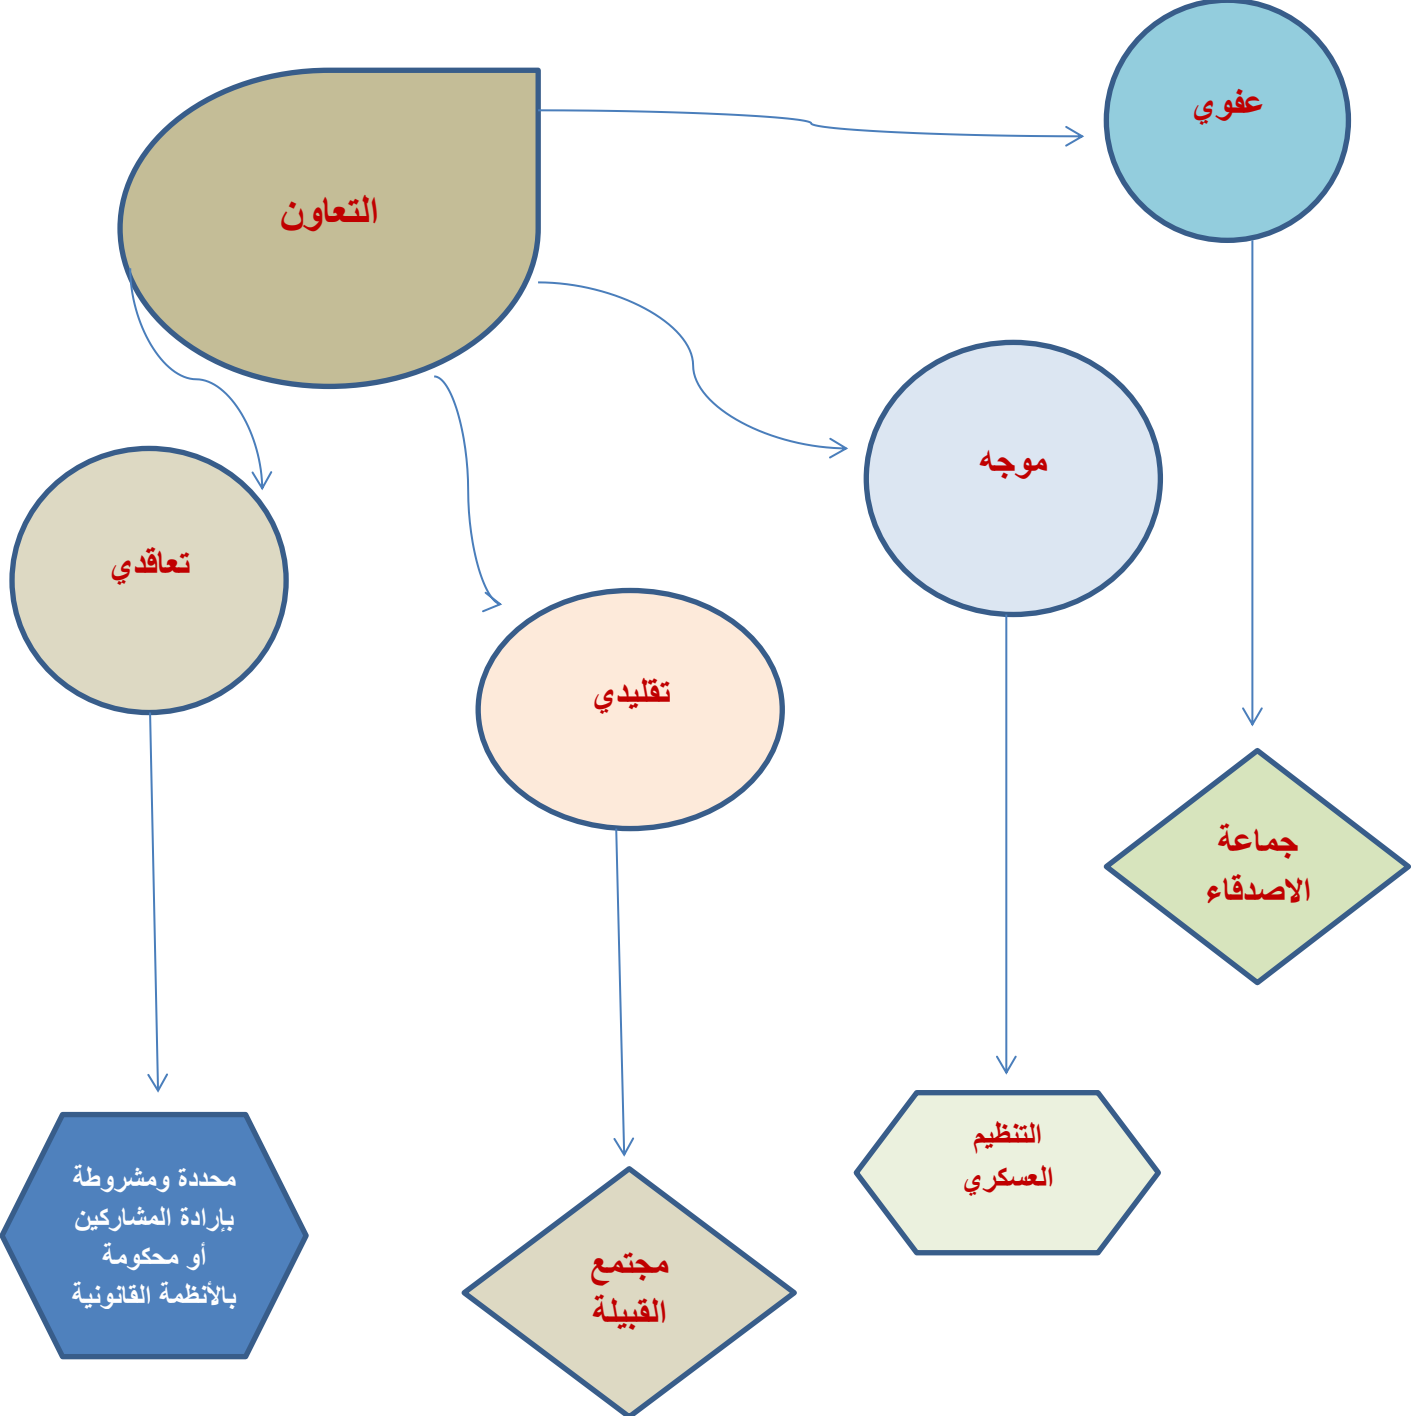 عفوي
التعاون
موجه
تعاقدي
تقليدي
جماعة
الاصدقاء
التنظيم
العسكري
محددة ومشروطة
بإرادة المشاركين
أو محكومة
بالأنظمة القانونية
مجتمع
القبيلة